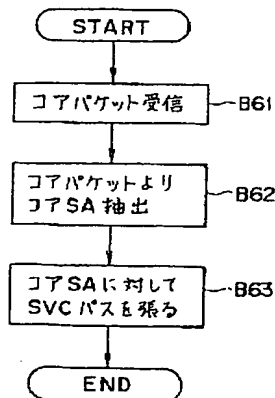 START
コアパケット受信
B61
コアパケットより
コアSA抽出
B62
コアSAに対して
SVCパスを張る
B63
END